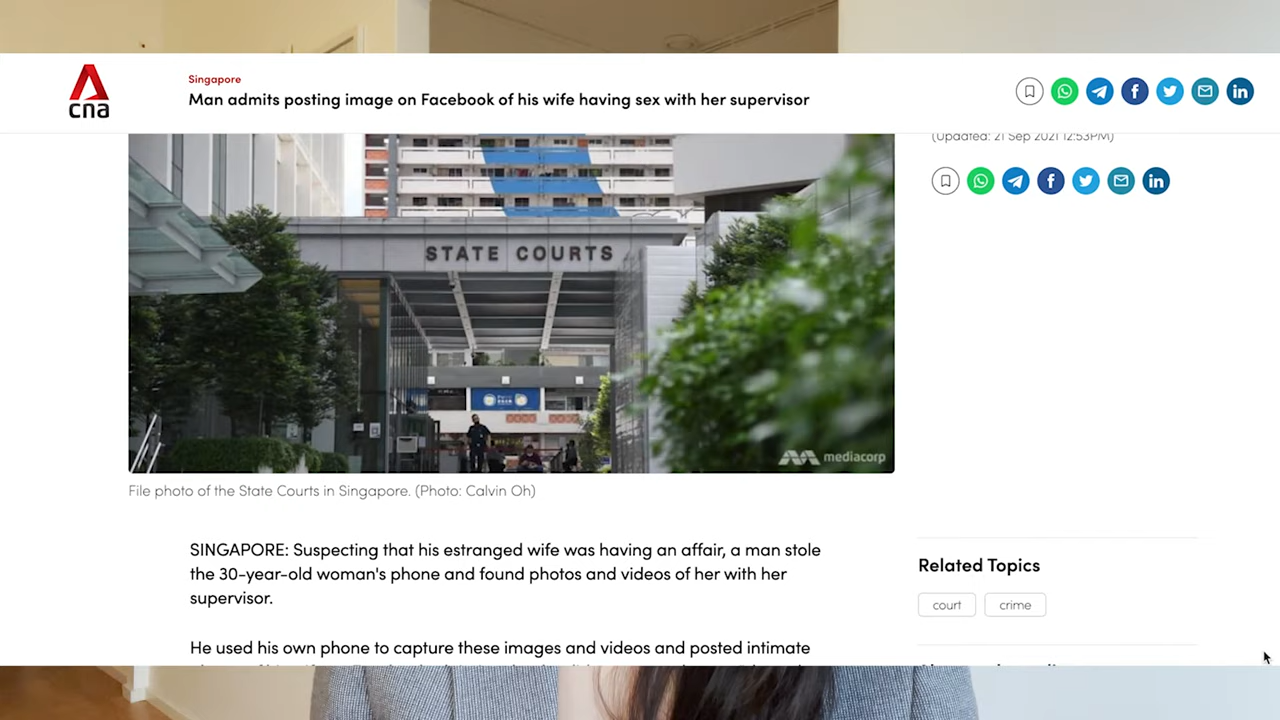 cna
Singapore
Man admits posting image on Facebook of his wife having sex with her supervisor
(Updated: 21 Sep 2021 12:53PM)
STATE COURTS
mediacorp
File photo of the State Courts in Singapore. (Photo: Calvin Oh)
SINGAPORE: Suspecting that his estranged wife was having an affair, a man stole
the 30-year-old woman's phone and found photos and videos of her with her
supervisor.
He used his own phone to capture these images and videos and posted intimate
Related Topics
court
crime